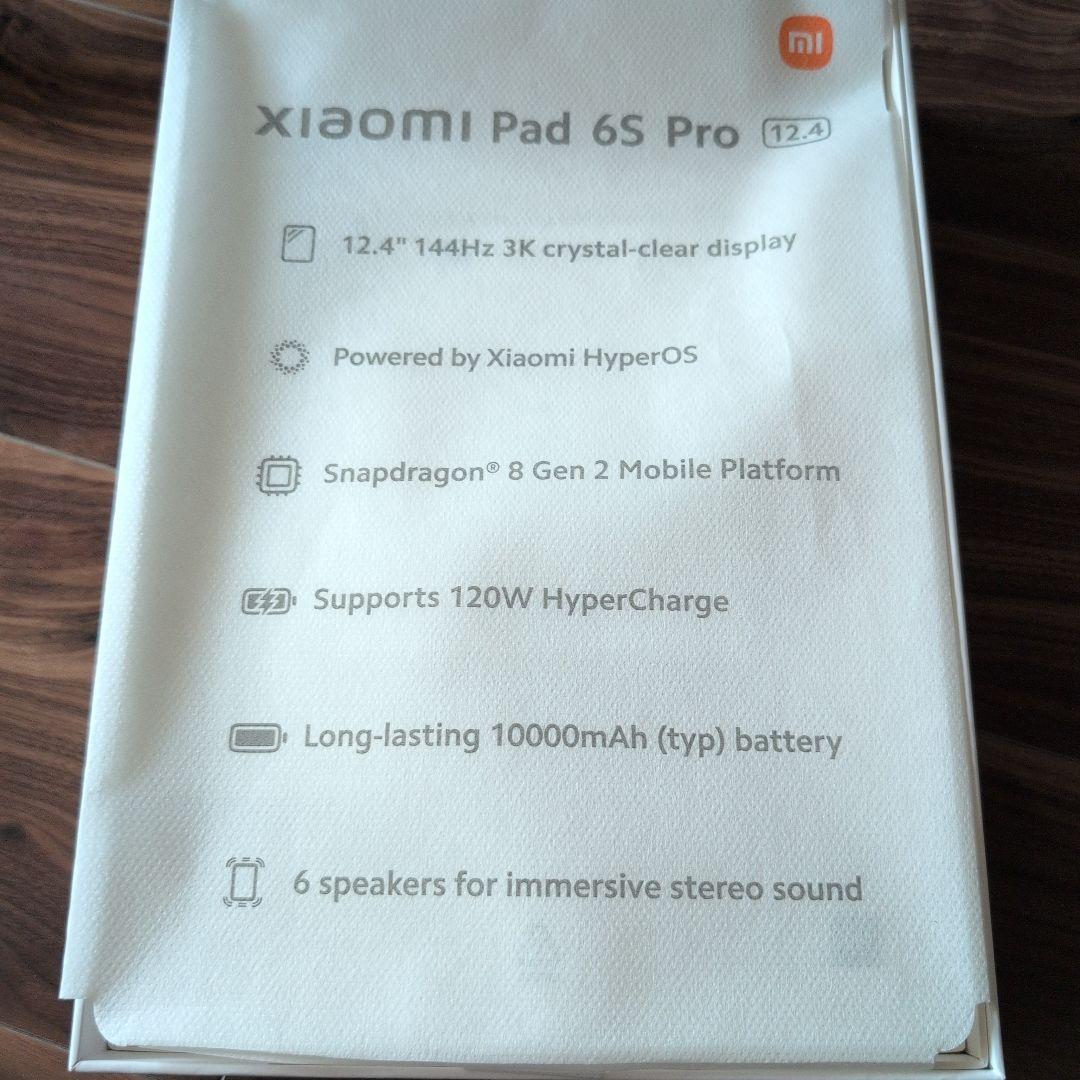 mi
xiaomi Pad 6S Pro 12.4
12.4" 144Hz 3K crystal-clear display
Powered by Xiaomi HyperOS
Snapdragon® 8 Gen 2 Mobile Platform
Supports 120W HyperCharge
Long-lasting 10000mAh (typ) battery
6 speakers for immersive stereo sound